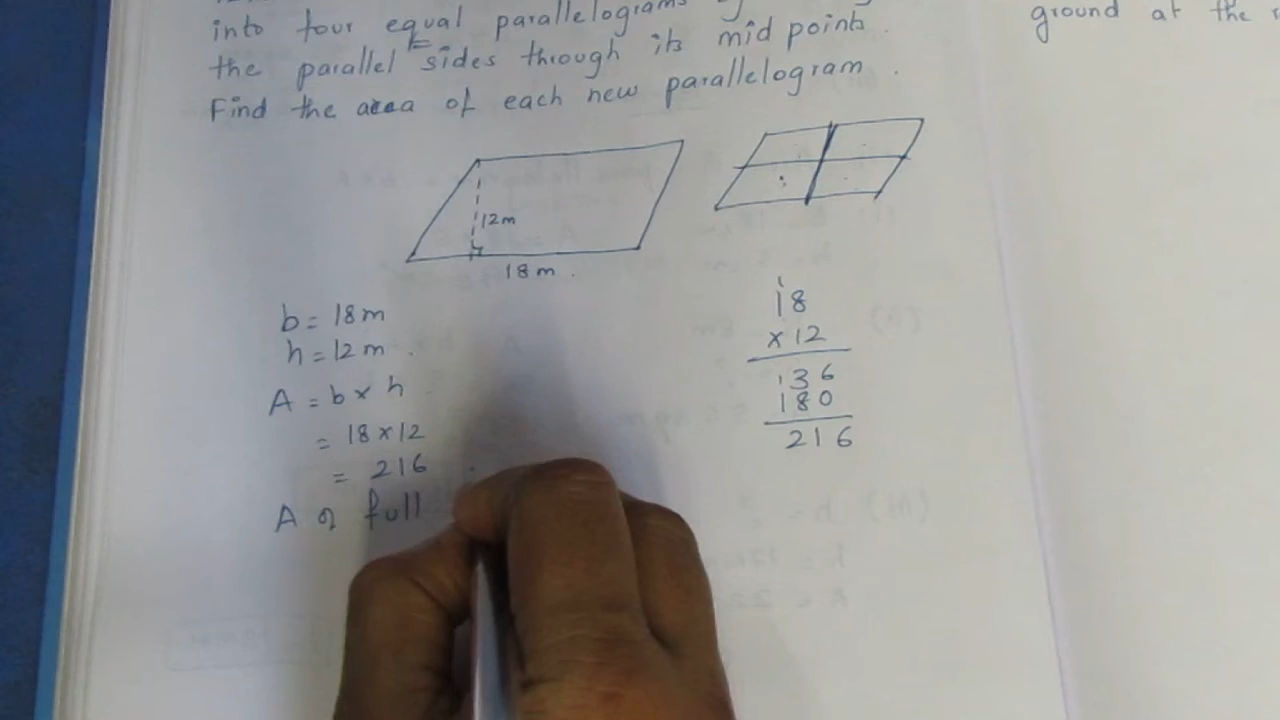 into four equal parallelograms
the parallel sides through its mid points.
Find the area of each new parallelogram.
ground at the
12m
18m.
b = 18m
h = 12m.
A = b × h
= 18 × 12
= 216
A of full
1
18
× 12
136
180
216